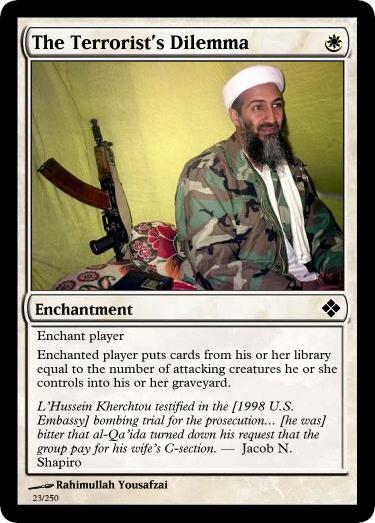 The Terrorist's Dilemma
Enchantment
Enchant player
Enchanted player puts cards from his or her library
equal to the number of attacking creatures he or she
controls into his or her graveyard.
L'Hussein Kherchtou testified in the [1998 U.S.
Embassy] bombing trial for the prosecution... [he was]
bitter that al-Qa'ida turned down his request that the
group pay for his wife's C-section. — Jacob N.
Shapiro
Rahimullah Yousafzai
23/250